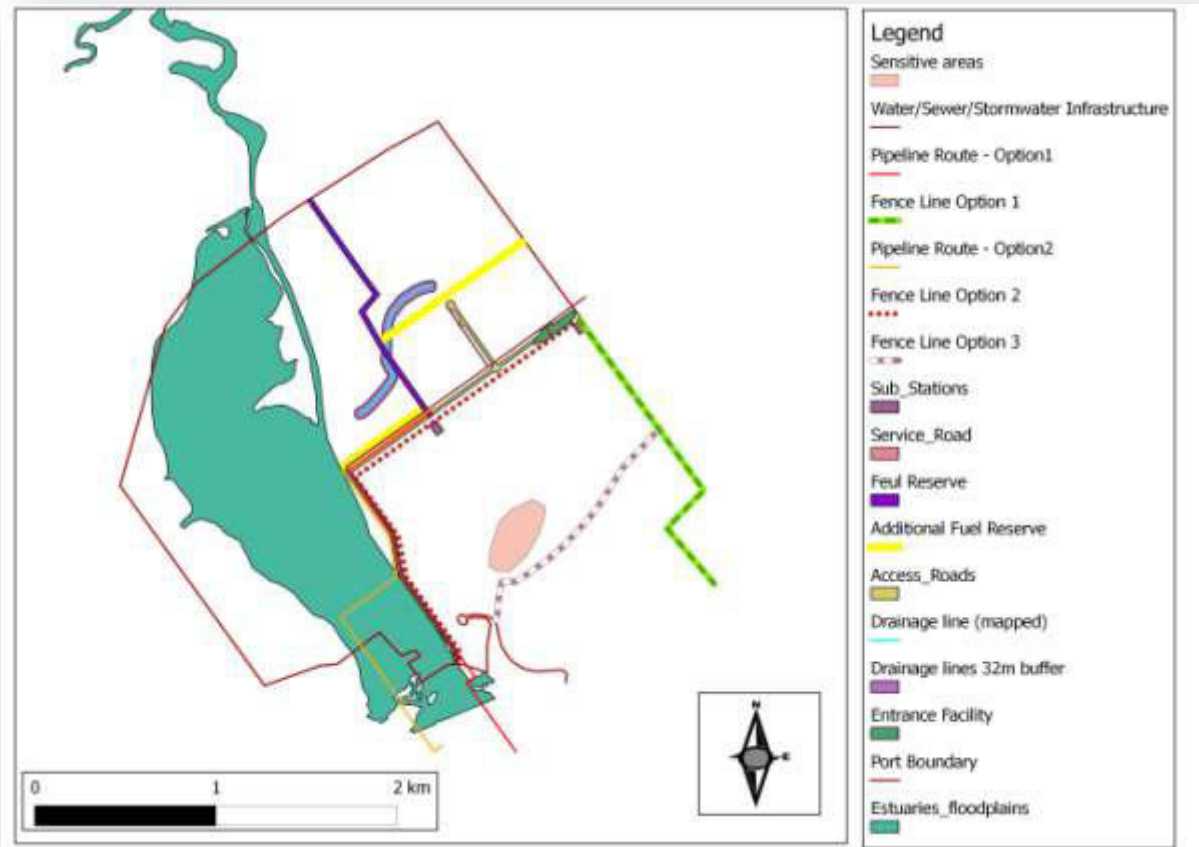 Legend
Sensitive areas
Water/Sewer/Stormwater Infrastructure
Pipeline Route - Option1
Fence Line Option 1
Pipeline Route - Option2
Fence Line Option 2
Fence Line Option 3
Sub_Stations
Service_Road
Feul Reserve
Additional Fuel Reserve
Access_Roads
Drainage line (mapped)
Drainage lines 32m buffer
Entrance Facility
Port Boundary
Estuaries_floodplains
N
E
0 1 2 km